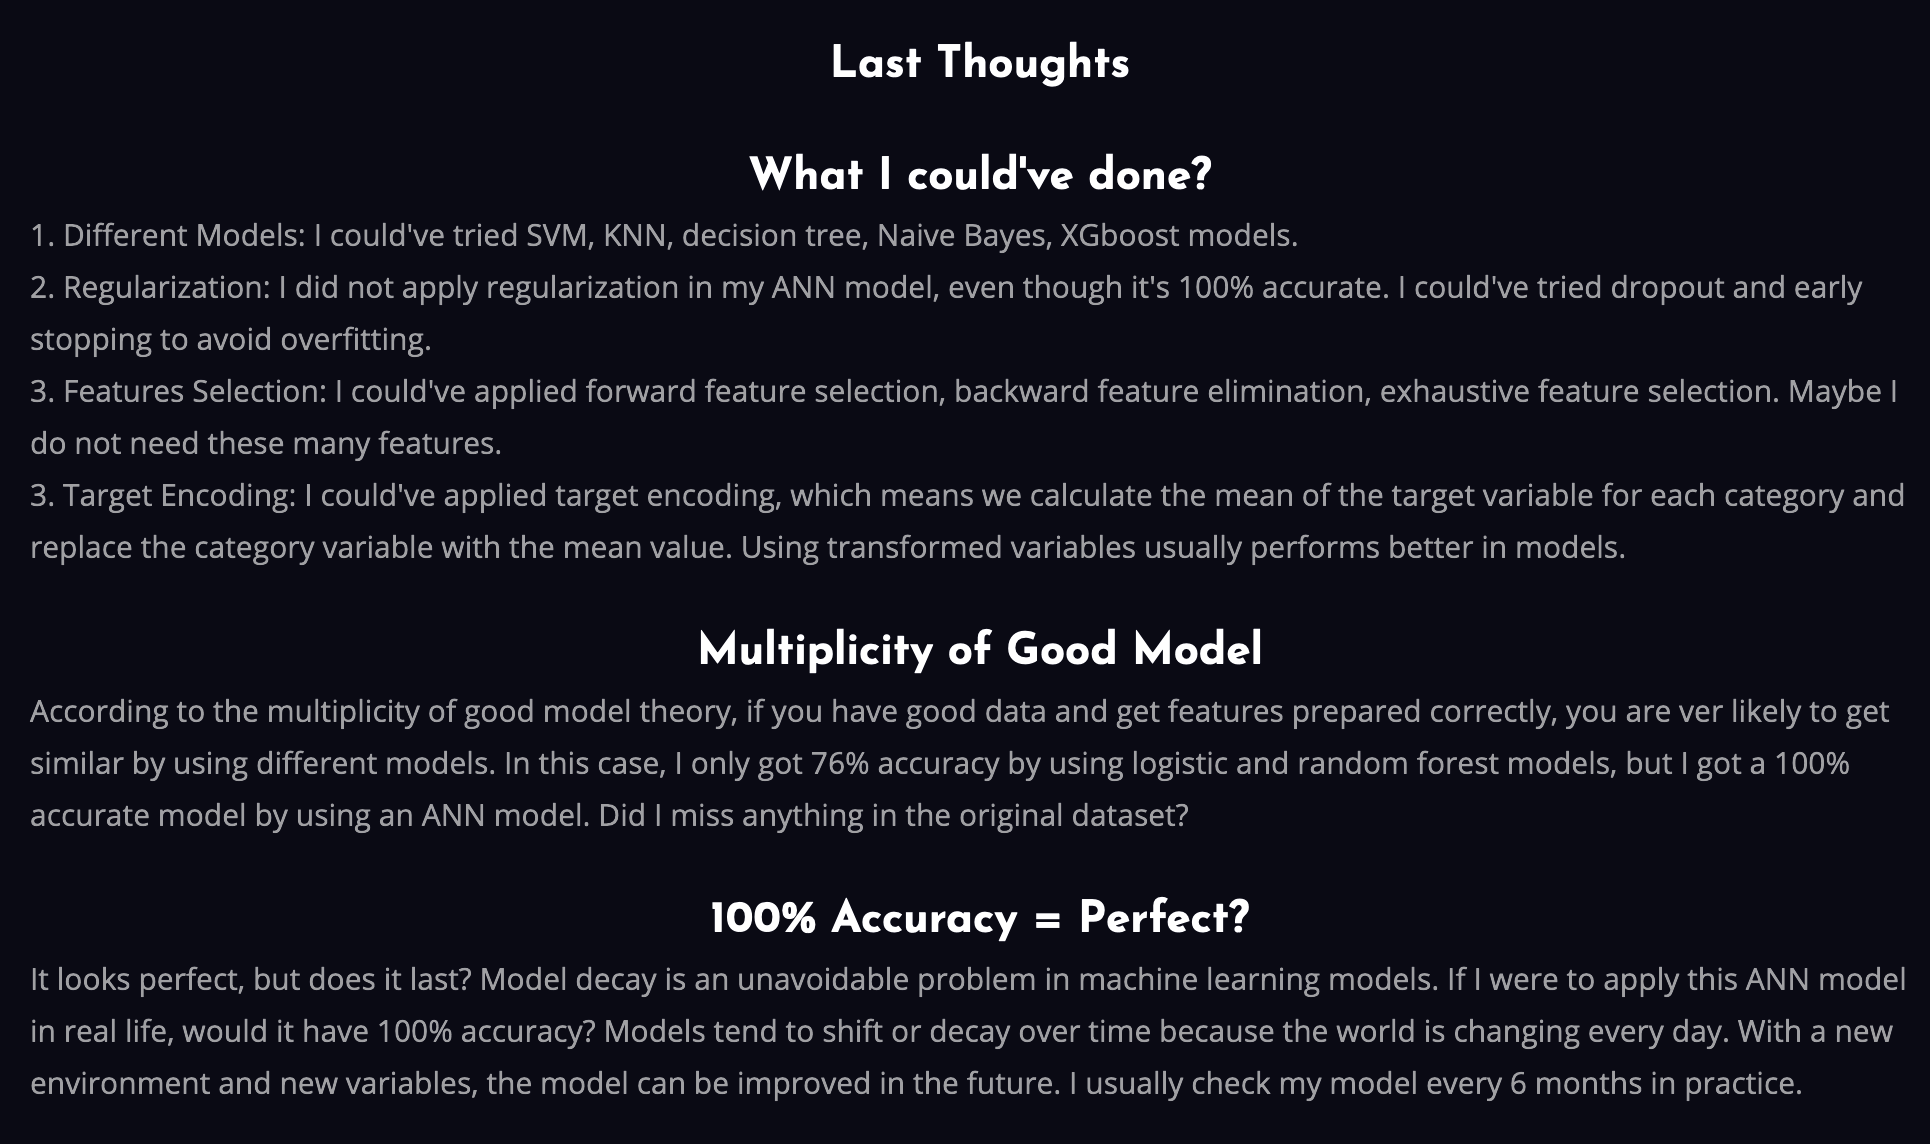 Last Thoughts
What I could've done?
1. Different Models: I could've tried SVM, KNN, decision tree, Naive Bayes, XGboost models.
2. Regularization: I did not apply regularization in my ANN model, even though it's 100% accurate. I could've tried dropout and early
stopping to avoid overfitting.
3. Features Selection: I could've applied forward feature selection, backward feature elimination, exhaustive feature selection. Maybe I
do not need these many features.
3. Target Encoding: I could've applied target encoding, which means we calculate the mean of the target variable for each category and
replace the category variable with the mean value. Using transformed variables usually performs better in models.
Multiplicity of Good Model
According to the multiplicity of good model theory, if you have good data and get features prepared correctly, you are ver likely to get
similar by using different models. In this case, I only got 76% accuracy by using logistic and random forest models, but I got a 100%
accurate model by using an ANN model. Did I miss anything in the original dataset?
100% Accuracy = Perfect?
It looks perfect, but does it last? Model decay is an unavoidable problem in machine learning models. If I were to apply this ANN model
in real life, would it have 100% accuracy? Models tend to shift or decay over time because the world is changing every day. With a new
environment and new variables, the model can be improved in the future. I usually check my model every 6 months in practice.